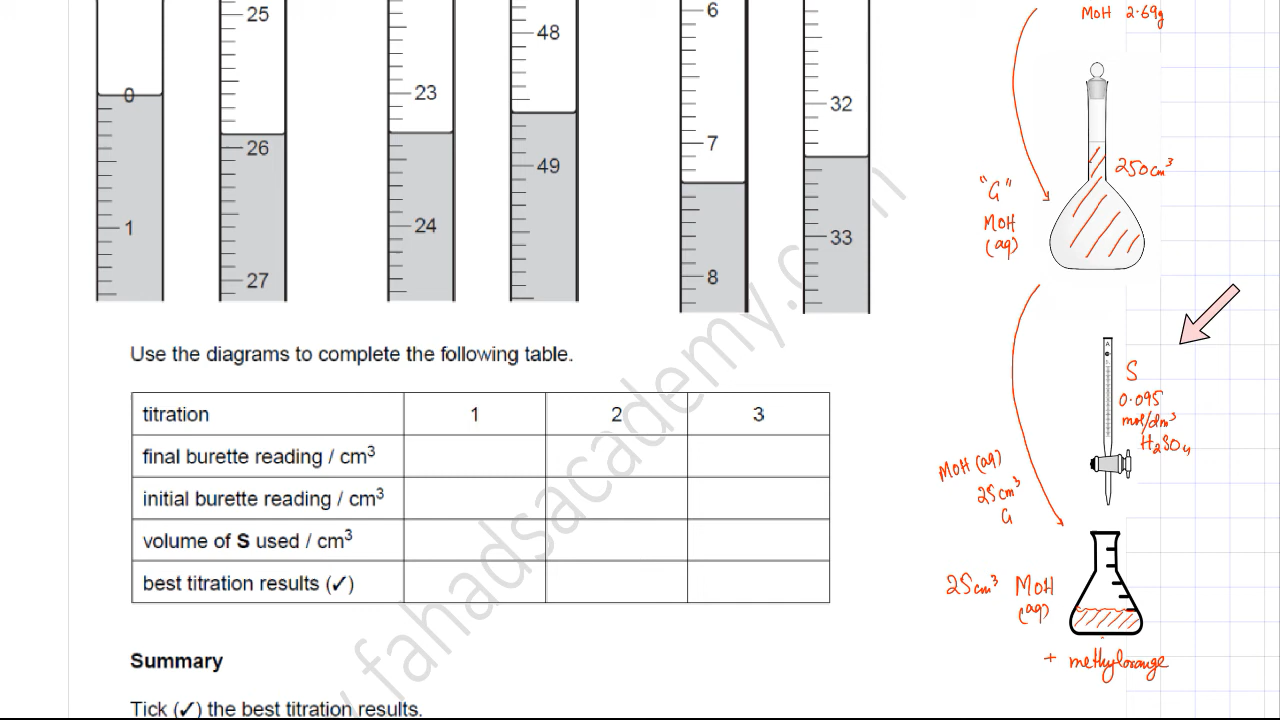 25
0
26
1
27
23
48
49
24
6
7
8
32
33
Use the diagrams to complete the following table.
titration 1 2 3
final burette reading / cm³
initial burette reading / cm³
volume of S used / cm³
best titration results (✓)
Summary
Tick (✓) the best titration results.
.fahadsacademy.c
MOH 2.69g
250cm³
"G"
MOH
(aq)
S
0.095
mol/dm³
H₂SO₄
MOH (aq)
25cm³
G
25cm³ MOH
(aq)
+ methylorange